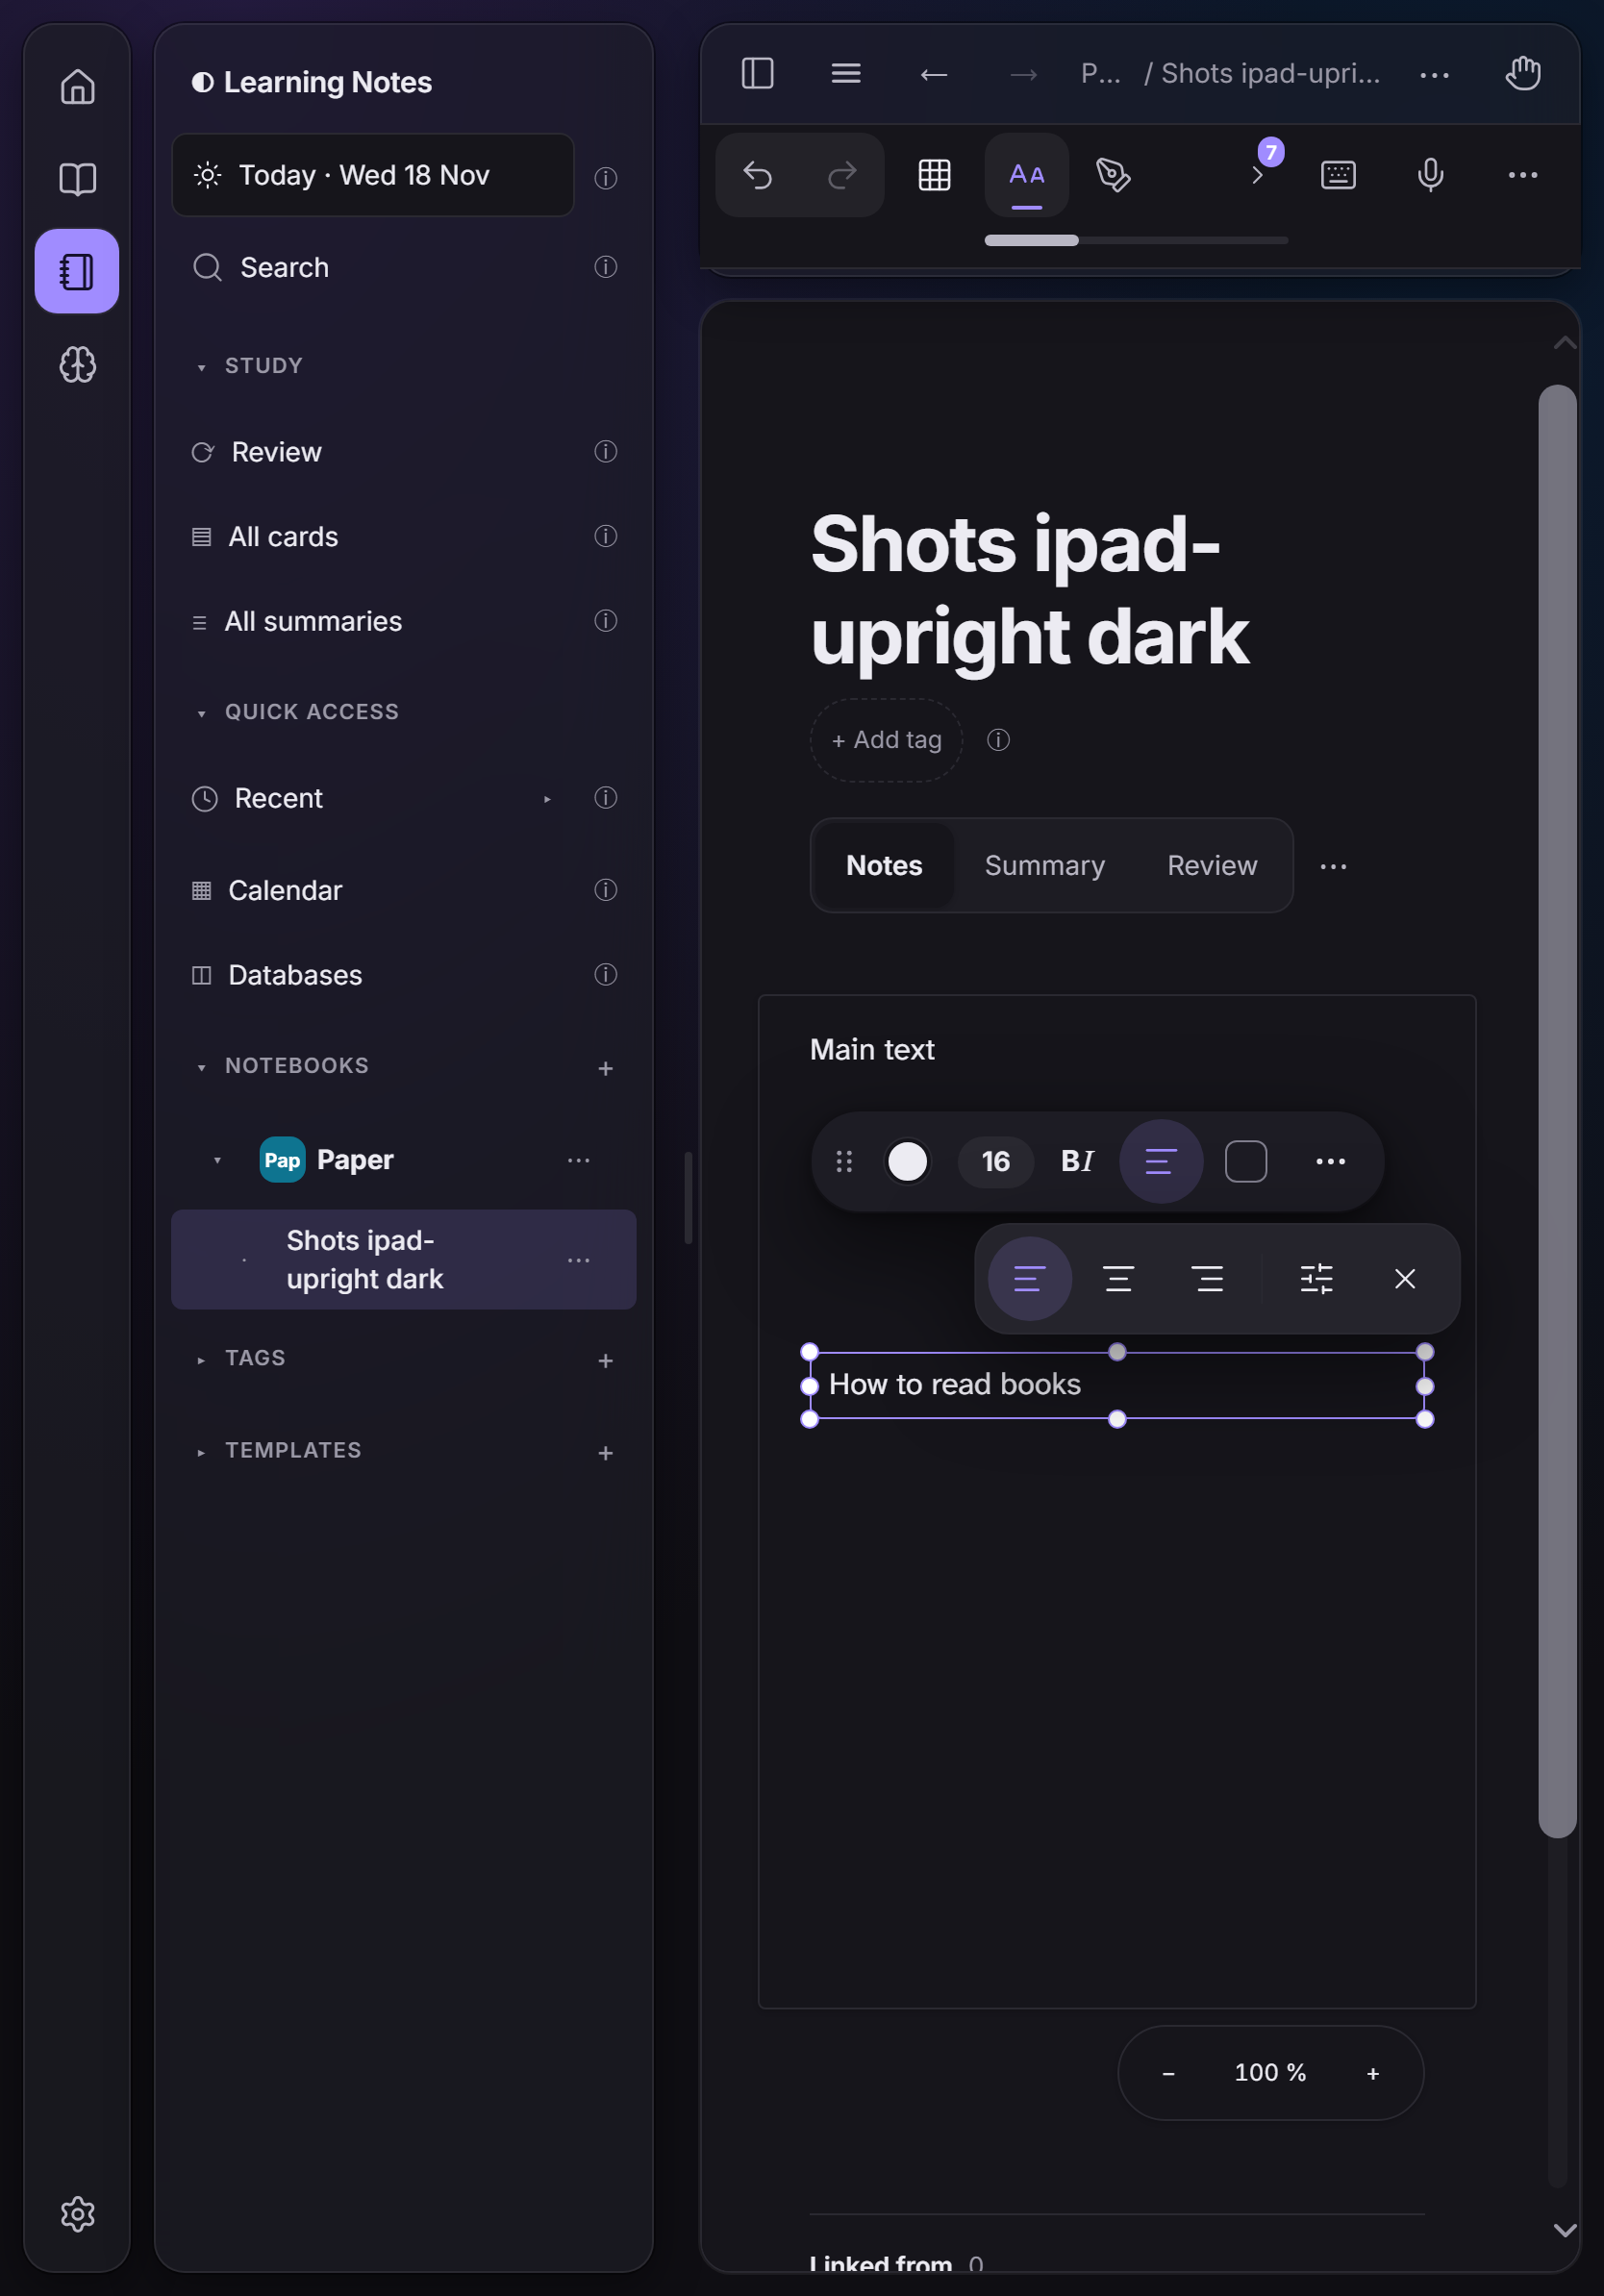 Learning Notes
Today · Wed 18 Nov
Search
STUDY
Review
All cards
All summaries
QUICK ACCESS
Recent
Calendar
Databases
NOTEBOOKS
Pap Paper
Shots ipad-
upright dark
TAGS
TEMPLATES
P... / Shots ipad-upri...
AA
7
Shots ipad-
upright dark
+ Add tag
Notes Summary Review
Main text
16 BI
How to read books
− 100 % +
Linked from 0